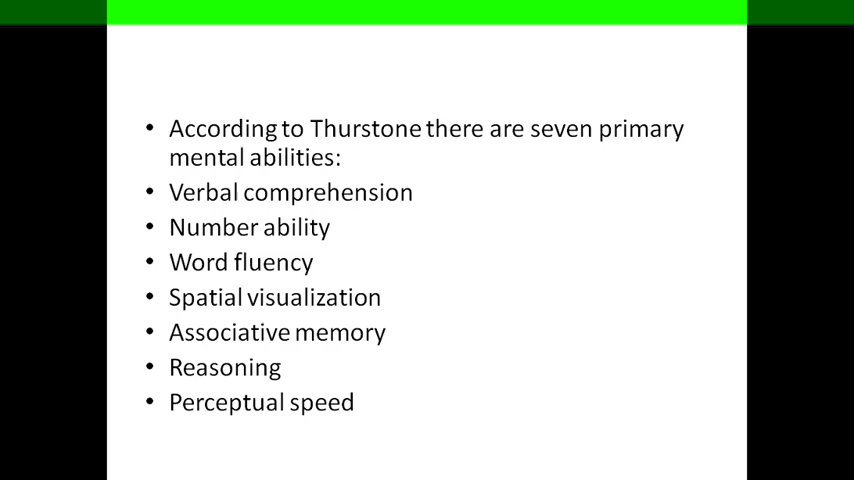 • According to Thurstone there are seven primary
mental abilities:
• Verbal comprehension
• Number ability
• Word fluency
• Spatial visualization
• Associative memory
• Reasoning
• Perceptual speed